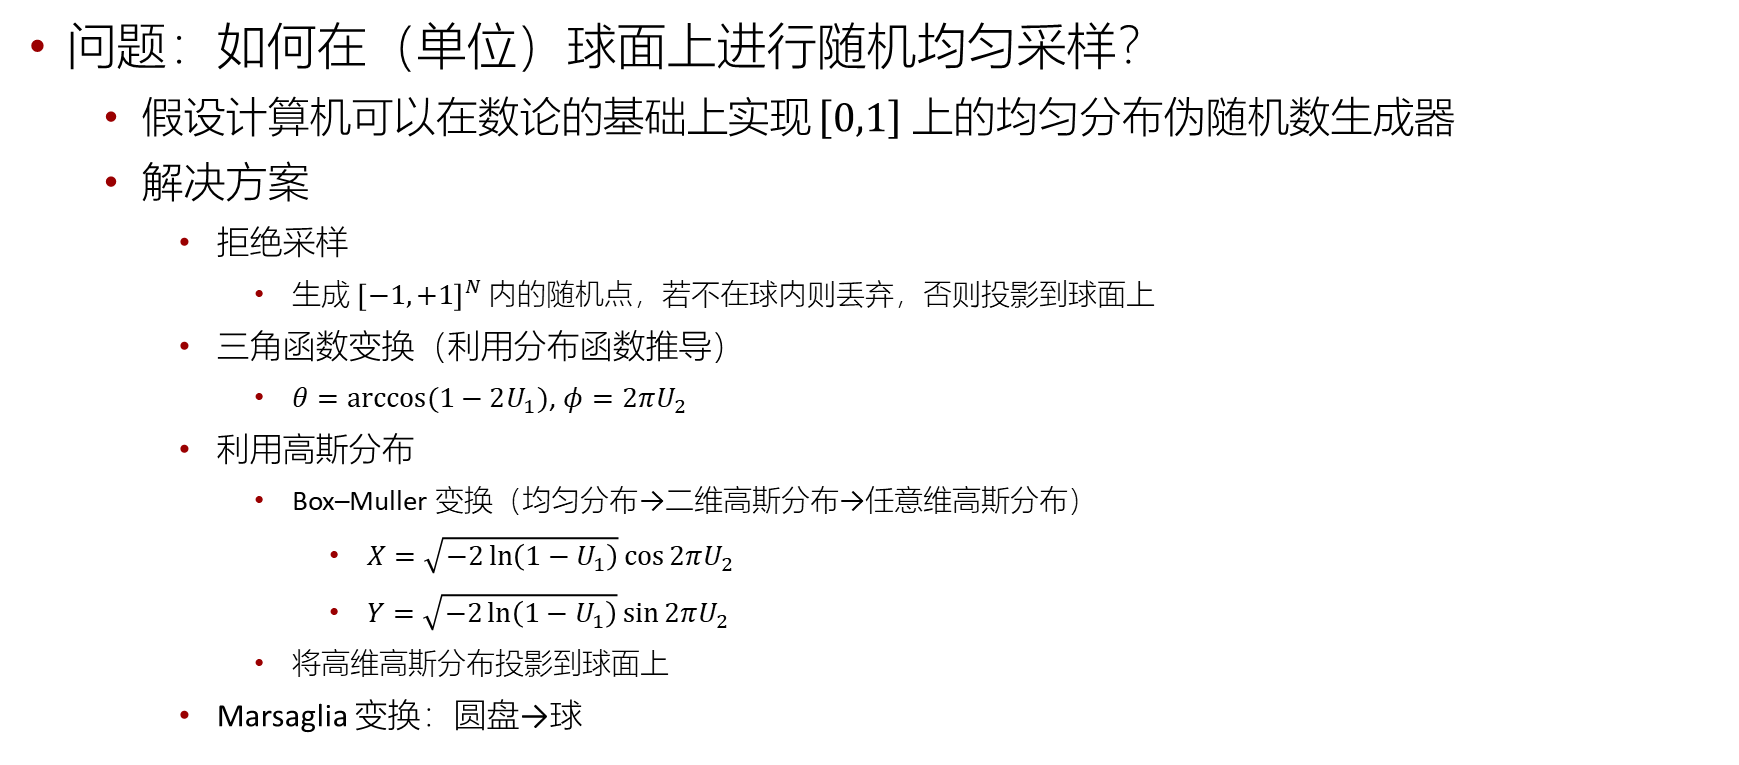 • 问题：如何在（单位）球面上进行随机均匀采样？
• 假设计算机可以在数论的基础上实现 [0,1] 上的均匀分布伪随机数生成器
• 解决方案
• 拒绝采样
• 生成 [−1,+1]^N 内的随机点，若不在球内则丢弃，否则投影到球面上
• 三角函数变换（利用分布函数推导）
• θ = arccos(1 − 2U₁), ϕ = 2πU₂
• 利用高斯分布
• Box–Muller 变换（均匀分布→二维高斯分布→任意维高斯分布）
• X = √(−2 ln(1 − U₁)) cos 2πU₂
• Y = √(−2 ln(1 − U₁)) sin 2πU₂
• 将高维高斯分布投影到球面上
• Marsaglia 变换：圆盘→球